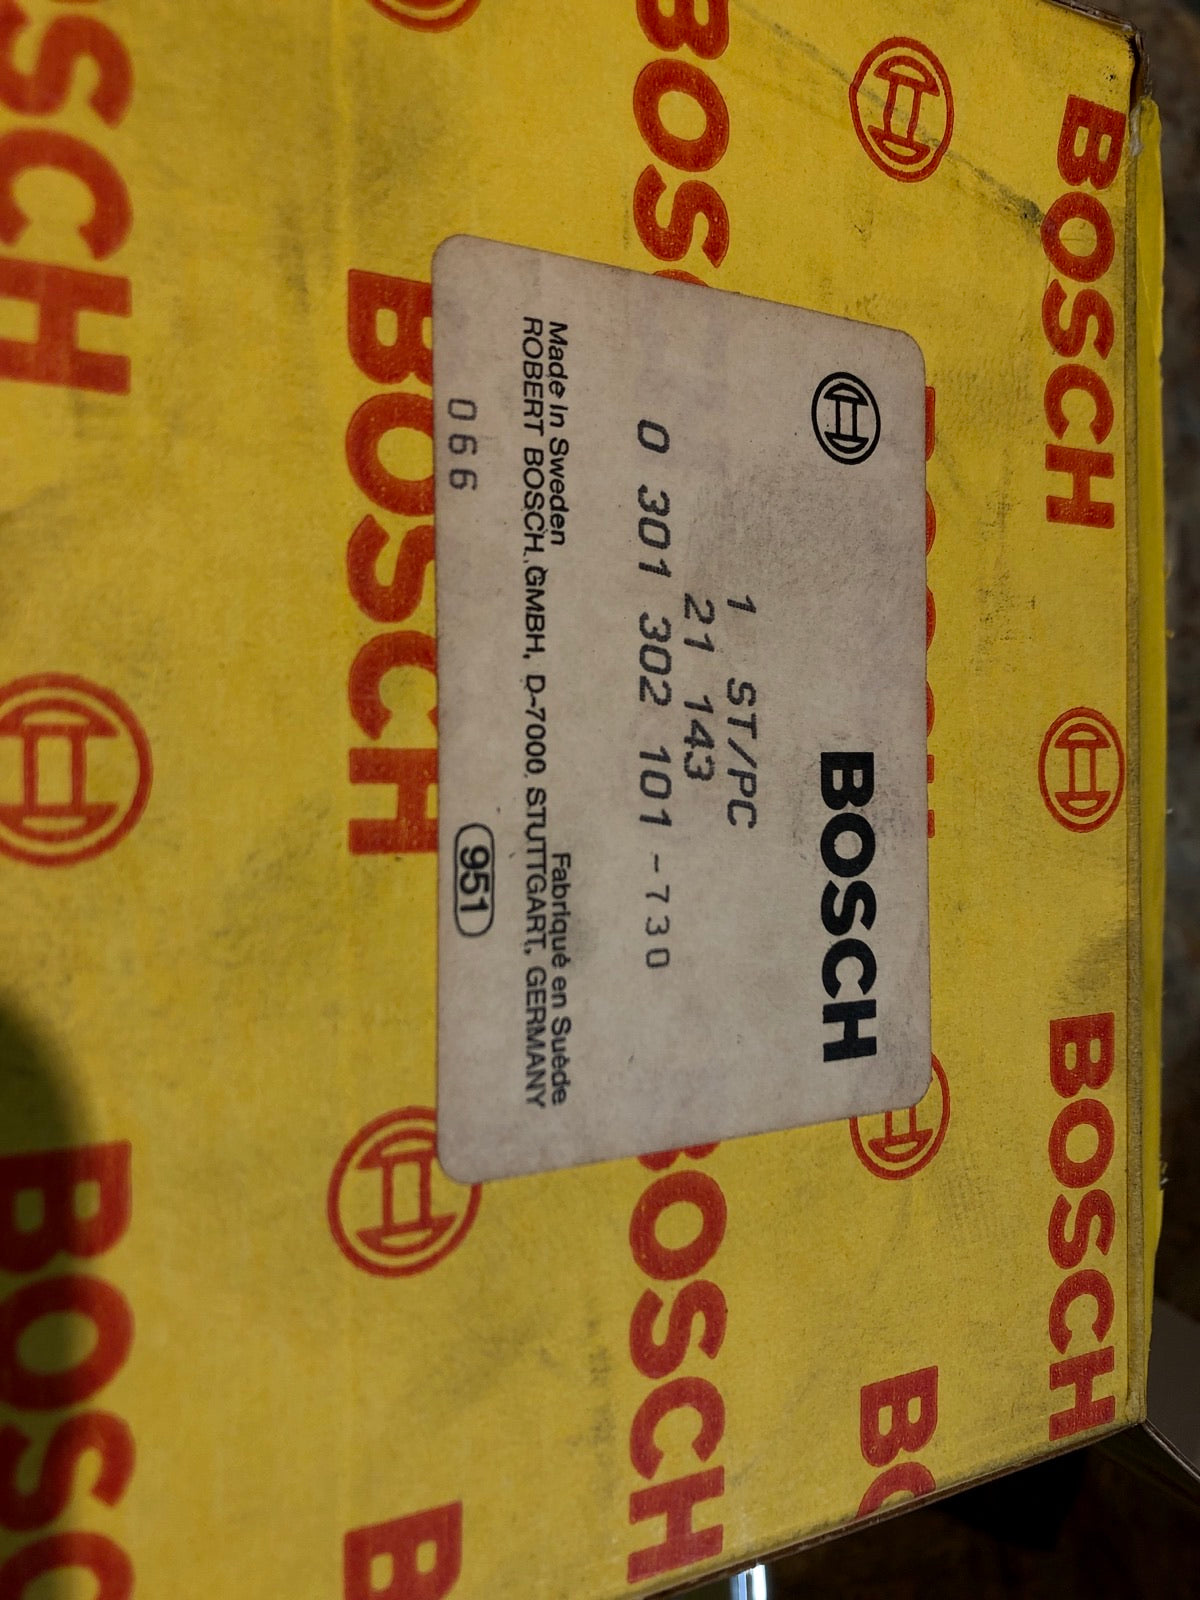 BOSCH
1 ST/PC
21 143
0 301 302 101 -730
Made In Sweden Fabriqué en Suède
ROBERT BOSCH GMBH, D-7000 STUTTGART, GERMANY
066 951
BOSCH
BOSCH
BOSCH
BOSCH